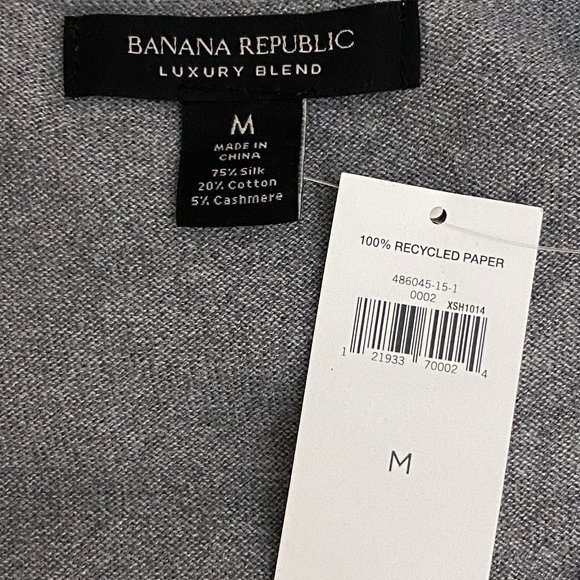 BANANA REPUBLIC
LUXURY BLEND
M
MADE IN
CHINA
75% Silk
20% Cotton
5% Cashmere
100% RECYCLED PAPER
486045-15-1
0002 XSH1014
1 21933 70002 4
M